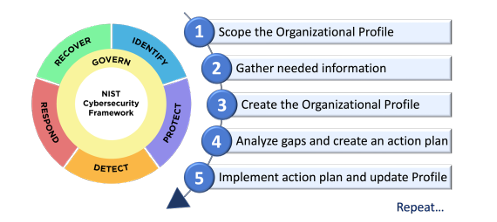 RECOVER
IDENTIFY
GOVERN
NIST
Cybersecurity
Framework
RESPOND
PROTECT
DETECT
1 Scope the Organizational Profile
2 Gather needed information
3 Create the Organizational Profile
4 Analyze gaps and create an action plan
5 Implement action plan and update Profile
Repeat...